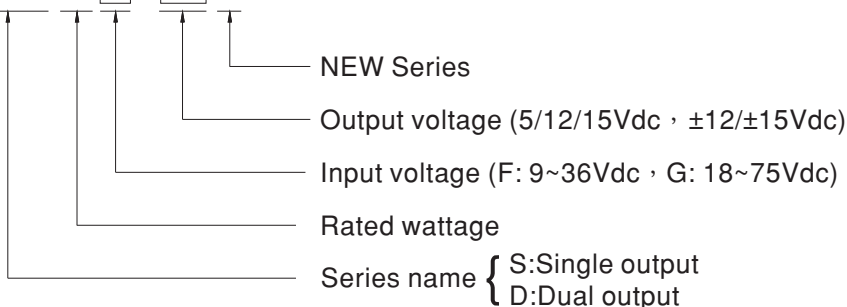 NEW Series
Output voltage (5/12/15Vdc，±12/±15Vdc)
Input voltage (F: 9~36Vdc，G: 18~75Vdc)
Rated wattage
Series name { S:Single output
D:Dual output